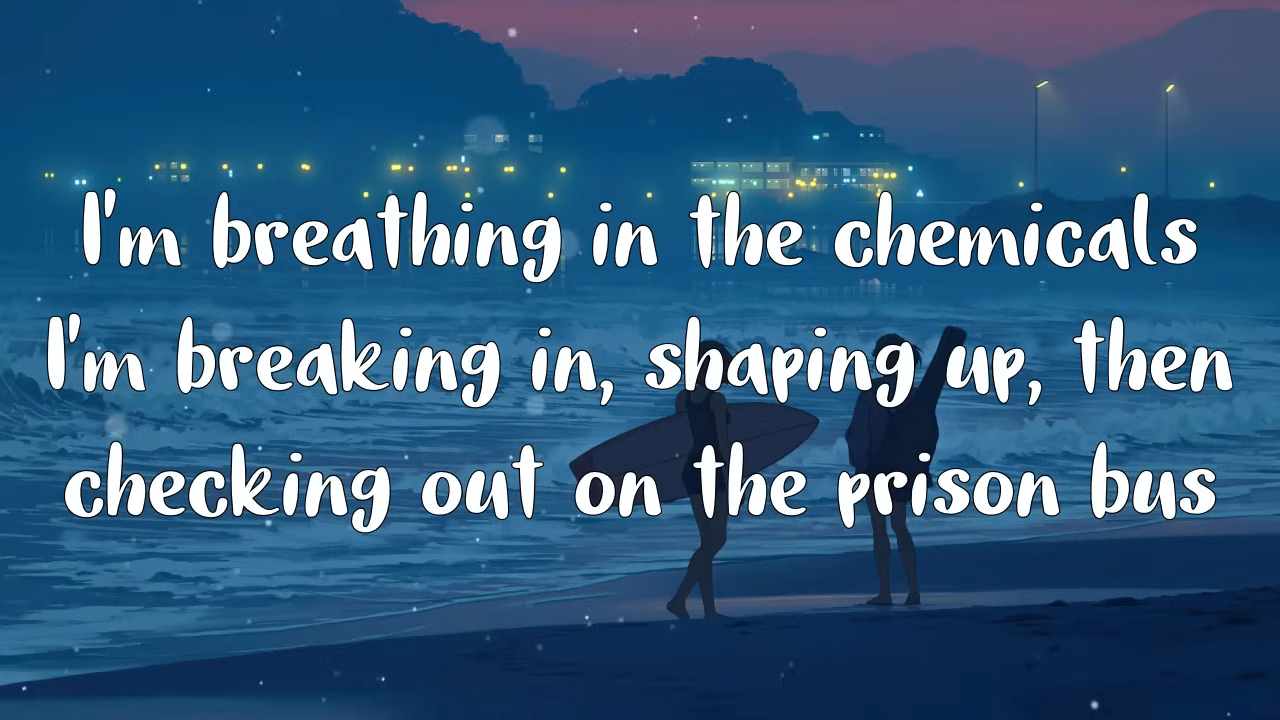 I'm breathing in the chemicals
I'm breaking in, shaping up, then
checking out on the prison bus